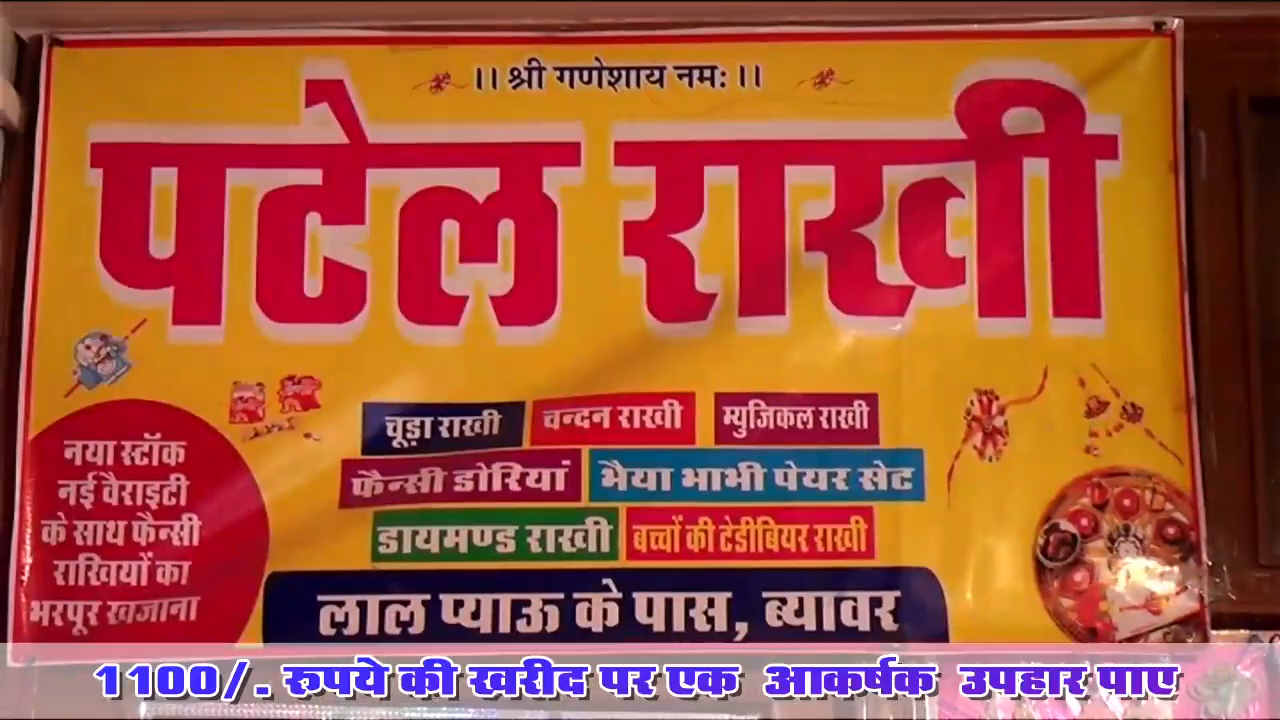 ।। श्री गणेशाय नमः ।।
पटेल राखी
चूड़ा राखी
चन्दन राखी
म्युजिकल राखी
फैन्सी डोरियां
भैया भाभी पेयर सेट
डायमण्ड राखी
बच्चों की टेडीबियर राखी
नया स्टॉक
नई वैराइटी
के साथ फैन्सी
राखियों का
भरपूर खजाना
लाल प्याऊ के पास, ब्यावर
1100/. रूपये की खरीद पर एक आकर्षक उपहार पाए